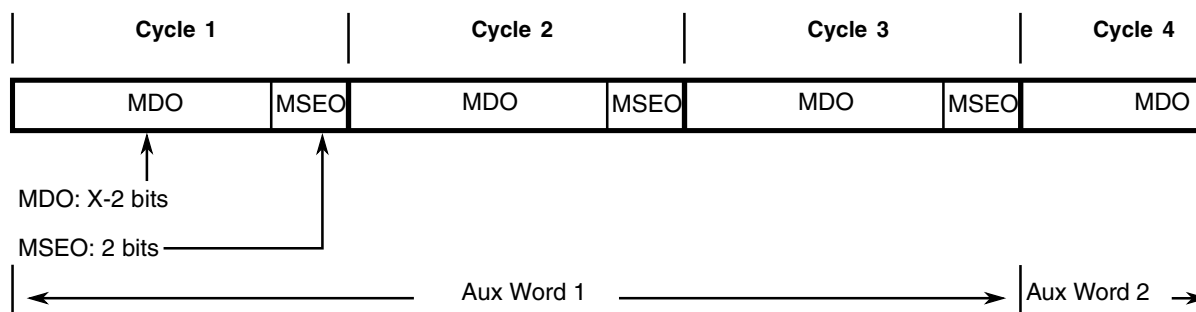 Cycle 1 Cycle 2 Cycle 3 Cycle 4
MDO MSEO MDO MSEO MDO MSEO MDO
MDO: X-2 bits
MSEO: 2 bits
Aux Word 1 Aux Word 2